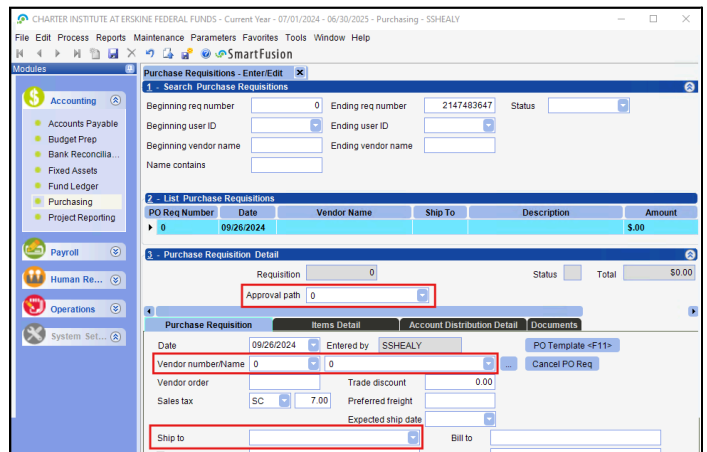 CHARTER INSTITUTE AT ERSKINE FEDERAL FUNDS - Current Year - 07/01/2024 - 06/30/2025 - Purchasing - SSHEALY
File Edit Process Reports Maintenance Parameters Favorites Tools Window Help
SmartFusion
Modules
Purchase Requisitions - Enter/Edit
1 - Search Purchase Requisitions
Accounting
Beginning req number 0 Ending req number 2147483647 Status
Accounts Payable
Beginning user ID Ending user ID
Budget Prep
Beginning vendor name Ending vendor name
Bank Reconcilia...
Name contains
Fixed Assets
Fund Ledger
2 - List Purchase Requisitions
Purchasing
PO Req Number Date Vendor Name Ship To Description Amount
Project Reporting
0 09/26/2024 $.00
Payroll
3 - Purchase Requisition Detail
Human Re...
Requisition 0 Status Total $0.00
Approval path 0
Operations
Purchase Requisition Items Detail Account Distribution Detail Documents
System Set...
Date 09/26/2024 Entered by SSHEALY PO Template <F11>
Vendor number/Name 0 0 ... Cancel PO Req
Vendor order Trade discount 0.00
Sales tax SC 7.00 Preferred freight
Expected ship date
Ship to Bill to